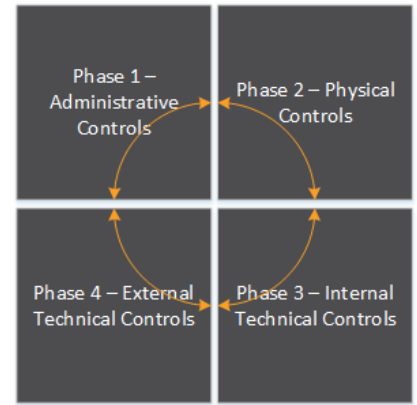 Phase 1 –
Administrative
Controls
Phase 2 – Physical
Controls
Phase 4 – External
Technical Controls
Phase 3 – Internal
Technical Controls